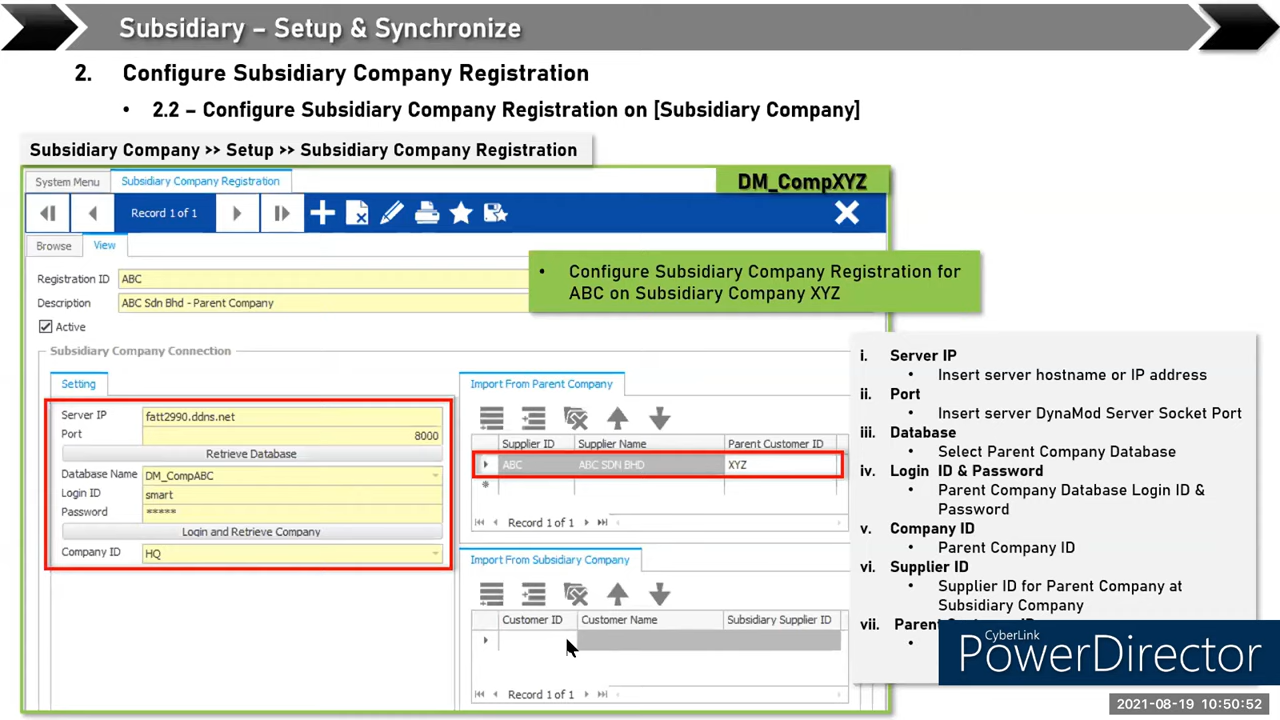 Subsidiary – Setup & Synchronize
2. Configure Subsidiary Company Registration
• 2.2 – Configure Subsidiary Company Registration on [Subsidiary Company]
Subsidiary Company >> Setup >> Subsidiary Company Registration
System Menu Subsidiary Company Registration
DM_CompXYZ
Record 1 of 1
Browse View
Registration ID ABC
Description ABC Sdn Bhd - Parent Company
Active
• Configure Subsidiary Company Registration for
ABC on Subsidiary Company XYZ
Subsidiary Company Connection
Setting
Server IP fatt2990.ddns.net
Port 8000
Retrieve Database
Database Name DM_CompABC
Login ID smart
Password *****
Login and Retrieve Company
Company ID HQ
Import From Parent Company
Supplier ID Supplier Name Parent Customer ID
ABC ABC SDN BHD XYZ
Record 1 of 1
Import From Subsidiary Company
Customer ID Customer Name Subsidiary Supplier ID
Record 1 of 1
i. Server IP
• Insert server hostname or IP address
ii. Port
• Insert server DynaMod Server Socket Port
iii. Database
• Select Parent Company Database
iv. Login ID & Password
• Parent Company Database Login ID &
Password
v. Company ID
• Parent Company ID
vi. Supplier ID
• Supplier ID for Parent Company at
Subsidiary Company
vii.
CyberLink
PowerDirector
2021-08-19 10:50:52